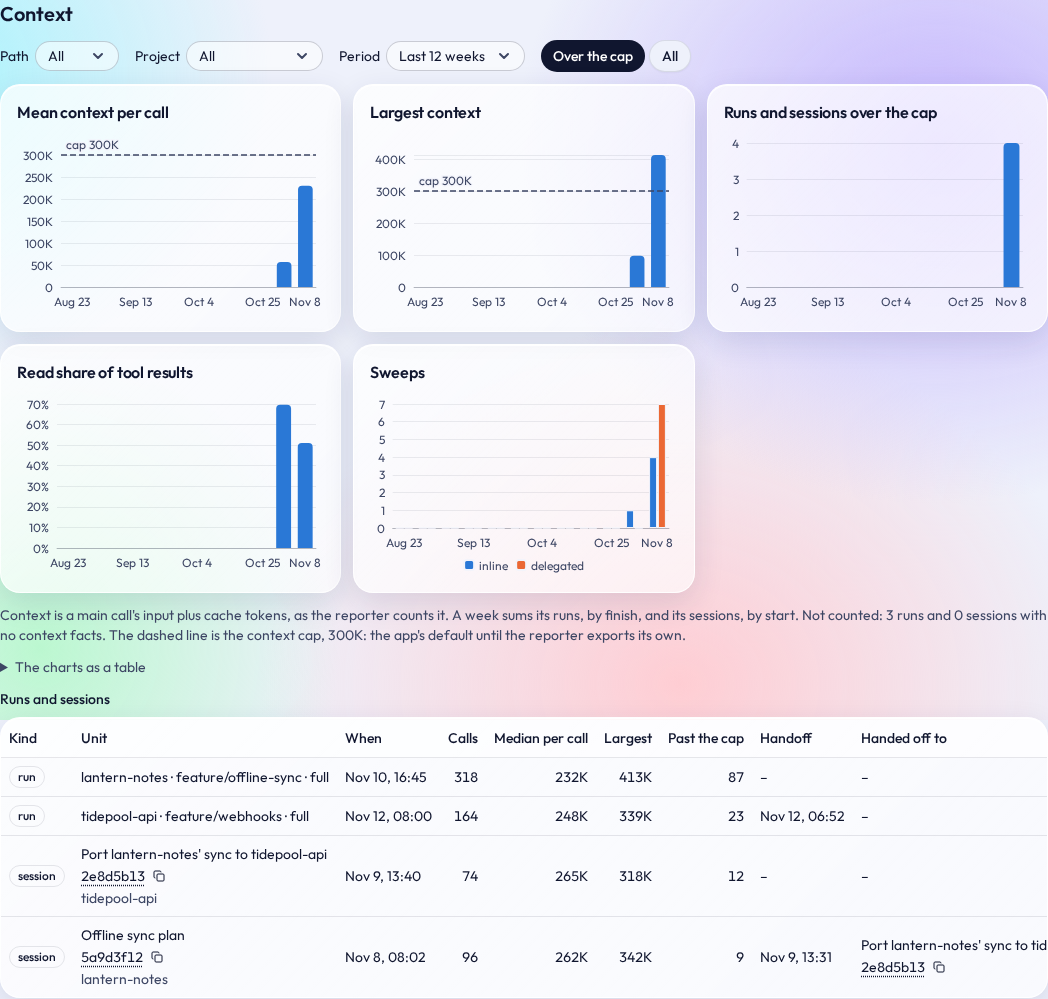 Context
Path All Project All Period Last 12 weeks Over the cap All
Mean context per call
cap 300K
300K
250K
200K
150K
100K
50K
0
Aug 23 Sep 13 Oct 4 Oct 25 Nov 8
Largest context
400K
cap 300K
300K
200K
100K
0
Aug 23 Sep 13 Oct 4 Oct 25 Nov 8
Runs and sessions over the cap
4
3
2
1
0
Aug 23 Sep 13 Oct 4 Oct 25 Nov 8
Read share of tool results
70%
60%
50%
40%
30%
20%
10%
0%
Aug 23 Sep 13 Oct 4 Oct 25 Nov 8
Sweeps
7
6
5
4
3
2
1
0
Aug 23 Sep 13 Oct 4 Oct 25 Nov 8
inline delegated
Context is a main call's input plus cache tokens, as the reporter counts it. A week sums its runs, by finish, and its sessions, by start. Not counted: 3 runs and 0 sessions with
no context facts. The dashed line is the context cap, 300K: the app's default until the reporter exports its own.
The charts as a table
Runs and sessions
Kind Unit When Calls Median per call Largest Past the cap Handoff Handed off to
run lantern-notes · feature/offline-sync · full Nov 10, 16:45 318 232K 413K 87 – –
run tidepool-api · feature/webhooks · full Nov 12, 08:00 164 248K 339K 23 Nov 12, 06:52 –
Port lantern-notes' sync to tidepool-api
session 2e8d5b13 Nov 9, 13:40 74 265K 318K 12 – –
tidepool-api
Offline sync plan
session 5a9d3f12 Nov 8, 08:02 96 262K 342K 9 Nov 9, 13:31
lantern-notes
Port lantern-notes' sync to tid
2e8d5b13